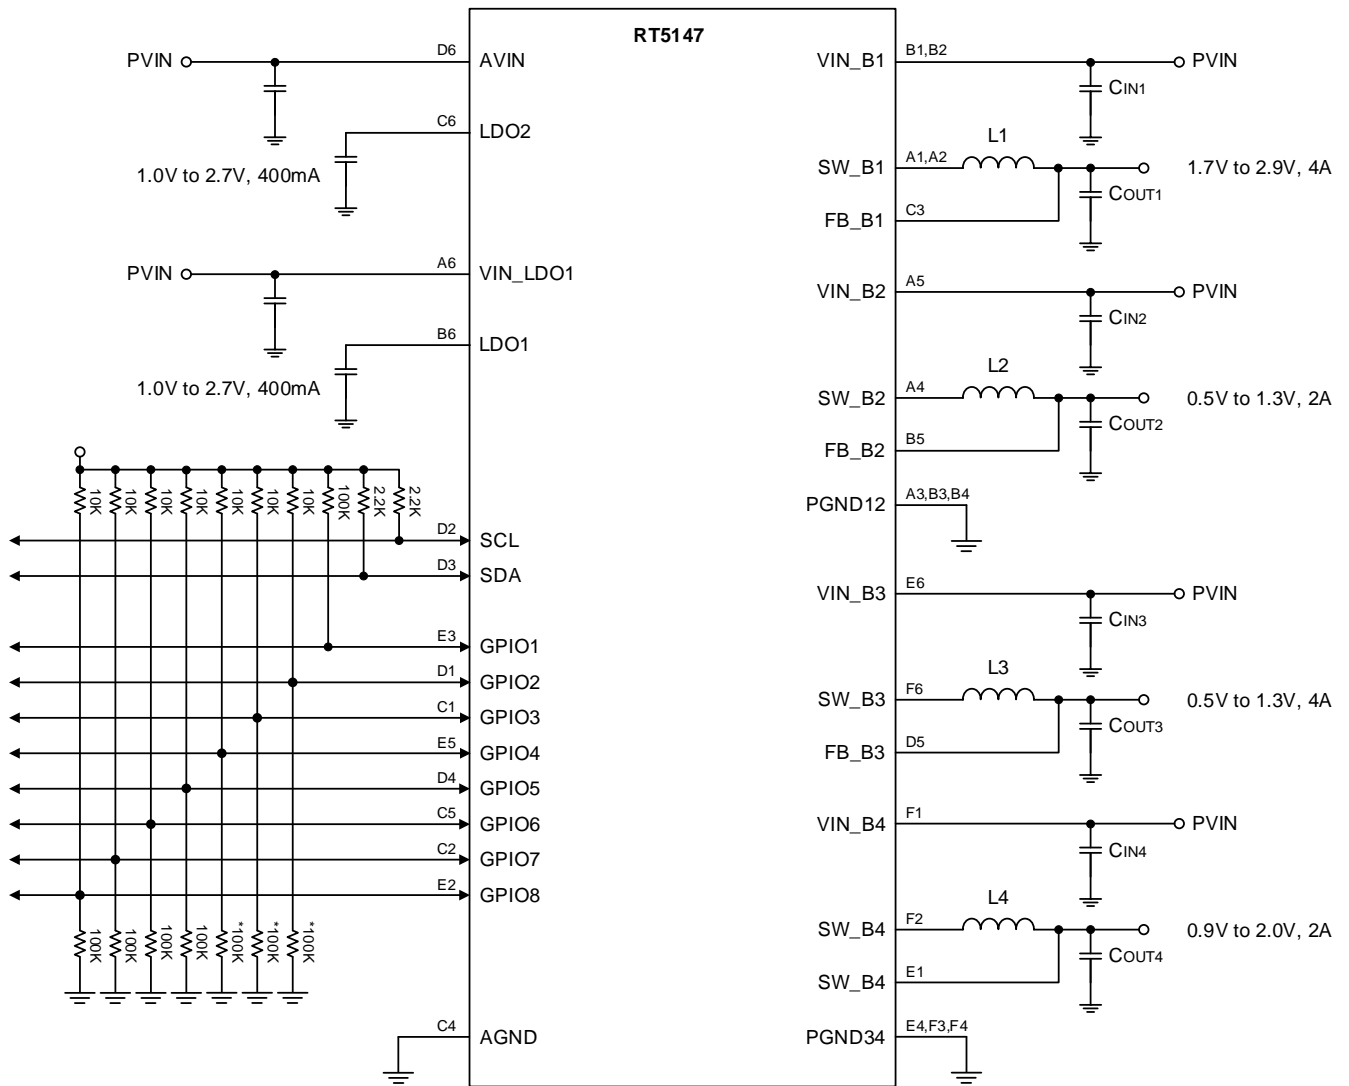 RT5147
PVIN
D6
AVIN
C6
LDO2
1.0V to 2.7V, 400mA
PVIN
A6
VIN_LDO1
B6
LDO1
1.0V to 2.7V, 400mA
10K
10K
10K
10K
10K
10K
10K
100K
2.2K
2.2K
D2
SCL
D3
SDA
E3
GPIO1
D1
GPIO2
C1
GPIO3
E5
GPIO4
D4
GPIO5
C5
GPIO6
C2
GPIO7
E2
GPIO8
100K
100K
100K
100K
*100K
*100K
*100K
C4
AGND
VIN_B1
B1,B2
PVIN
CIN1
L1
SW_B1
A1,A2
1.7V to 2.9V, 4A
COUT1
FB_B1
C3
VIN_B2
A5
PVIN
CIN2
L2
SW_B2
A4
0.5V to 1.3V, 2A
COUT2
FB_B2
B5
PGND12
A3,B3,B4
VIN_B3
E6
PVIN
CIN3
L3
SW_B3
F6
0.5V to 1.3V, 4A
COUT3
FB_B3
D5
VIN_B4
F1
PVIN
CIN4
L4
SW_B4
F2
0.9V to 2.0V, 2A
COUT4
SW_B4
E1
PGND34
E4,F3,F4